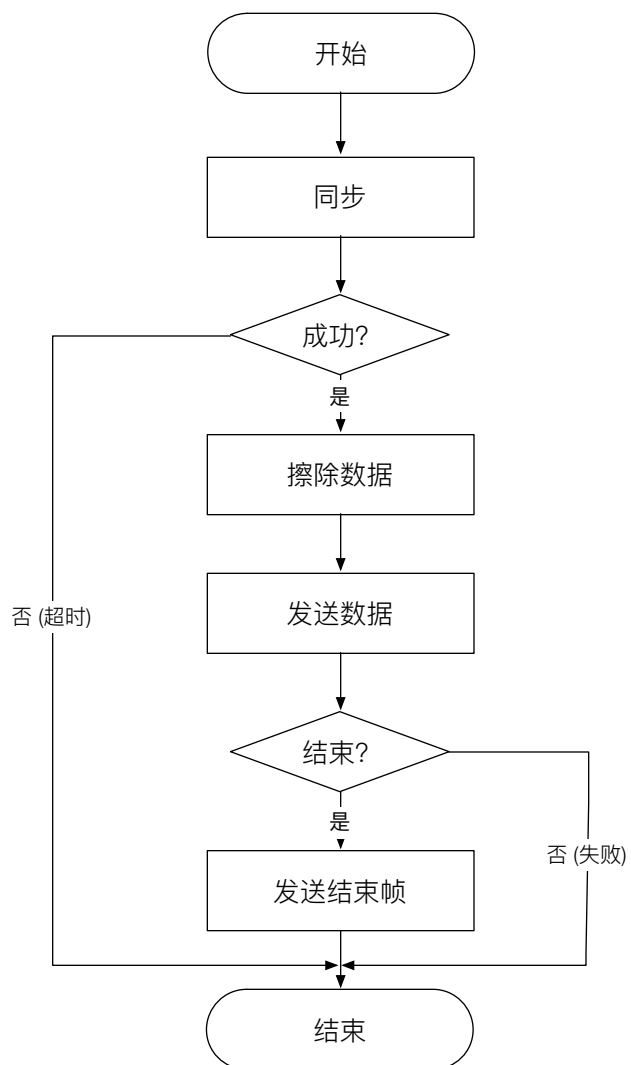 开始
同步
成功?
是
擦除数据
否 (超时)
发送数据
结束?
是
否 (失败)
发送结束帧
结束